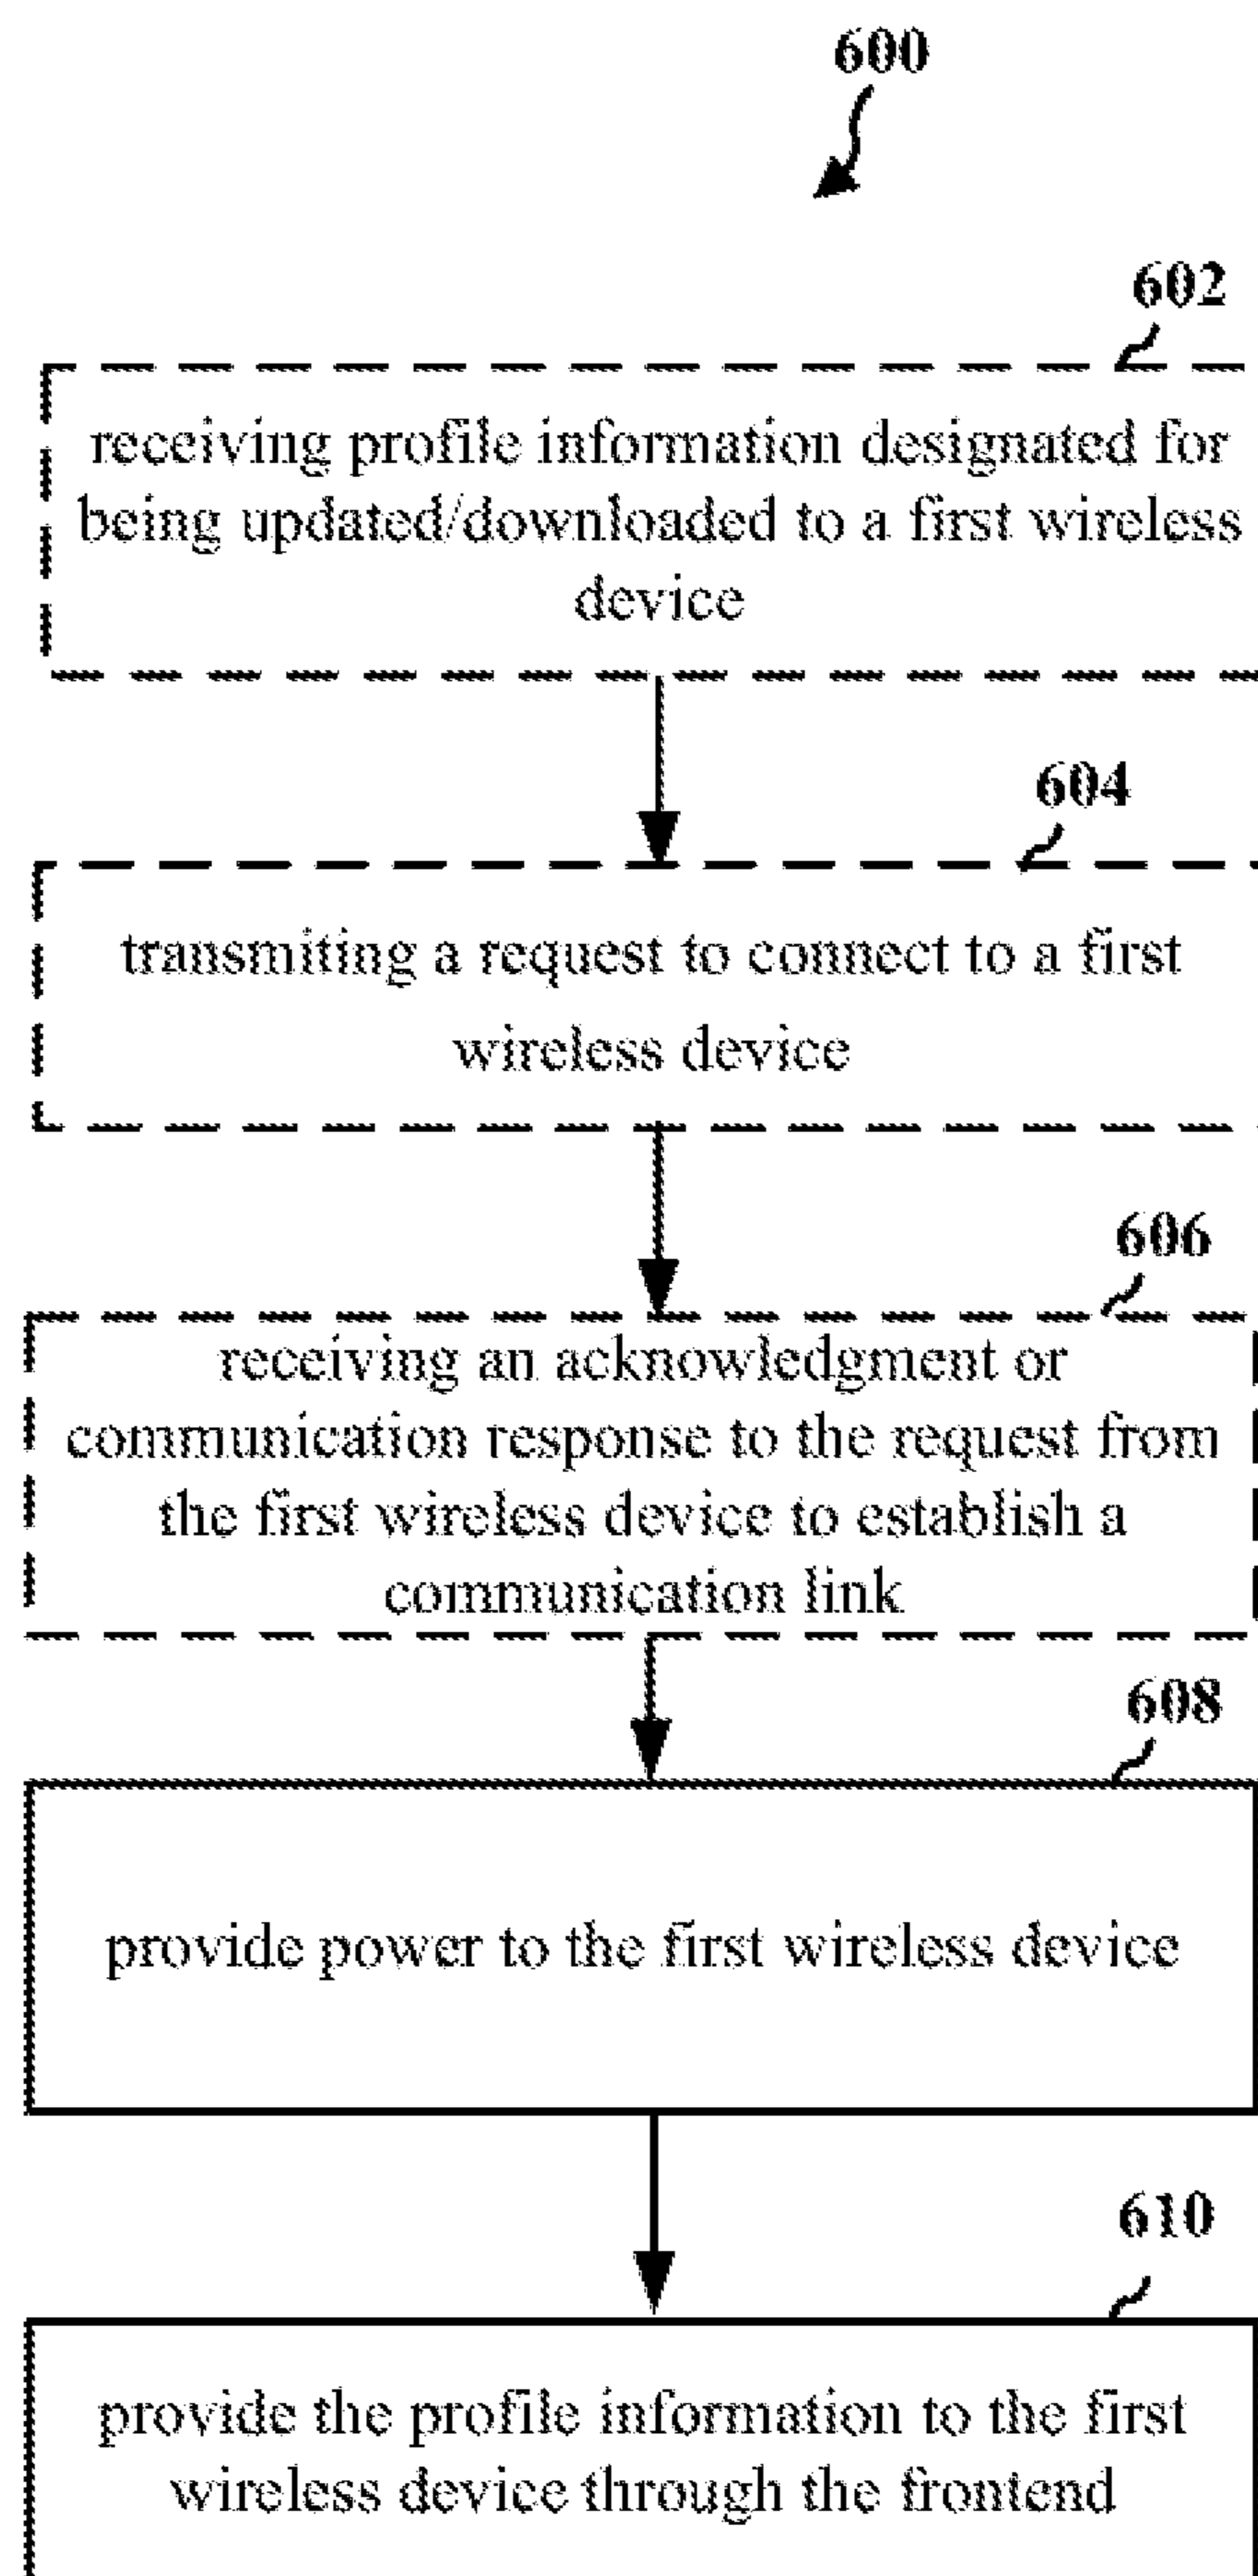 600
602
receiving profile information designated for
being updated/downloaded to a first wireless
device
604
transmiting a request to connect to a first
wireless device
606
receiving an acknowledgment or
communication response to the request from
the first wireless device to establish a
communication link
608
provide power to the first wireless device
610
provide the profile information to the first
wireless device through the frontend